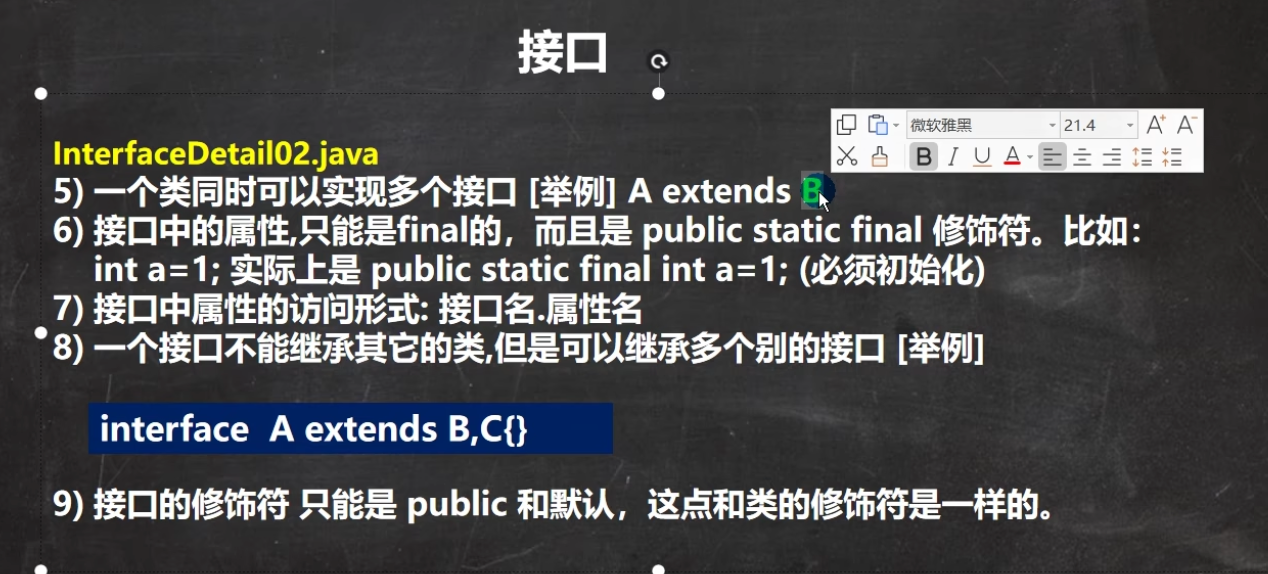 接口
微软雅黑 21.4
InterfaceDetail02.java
5) 一个类同时可以实现多个接口 [举例] A extends B
6) 接口中的属性,只能是final的，而且是 public static final 修饰符。比如：
int a=1; 实际上是 public static final int a=1; (必须初始化)
7) 接口中属性的访问形式: 接口名.属性名
8) 一个接口不能继承其它的类,但是可以继承多个别的接口 [举例]
interface  A extends B,C{}
9) 接口的修饰符 只能是 public 和默认，这点和类的修饰符是一样的。